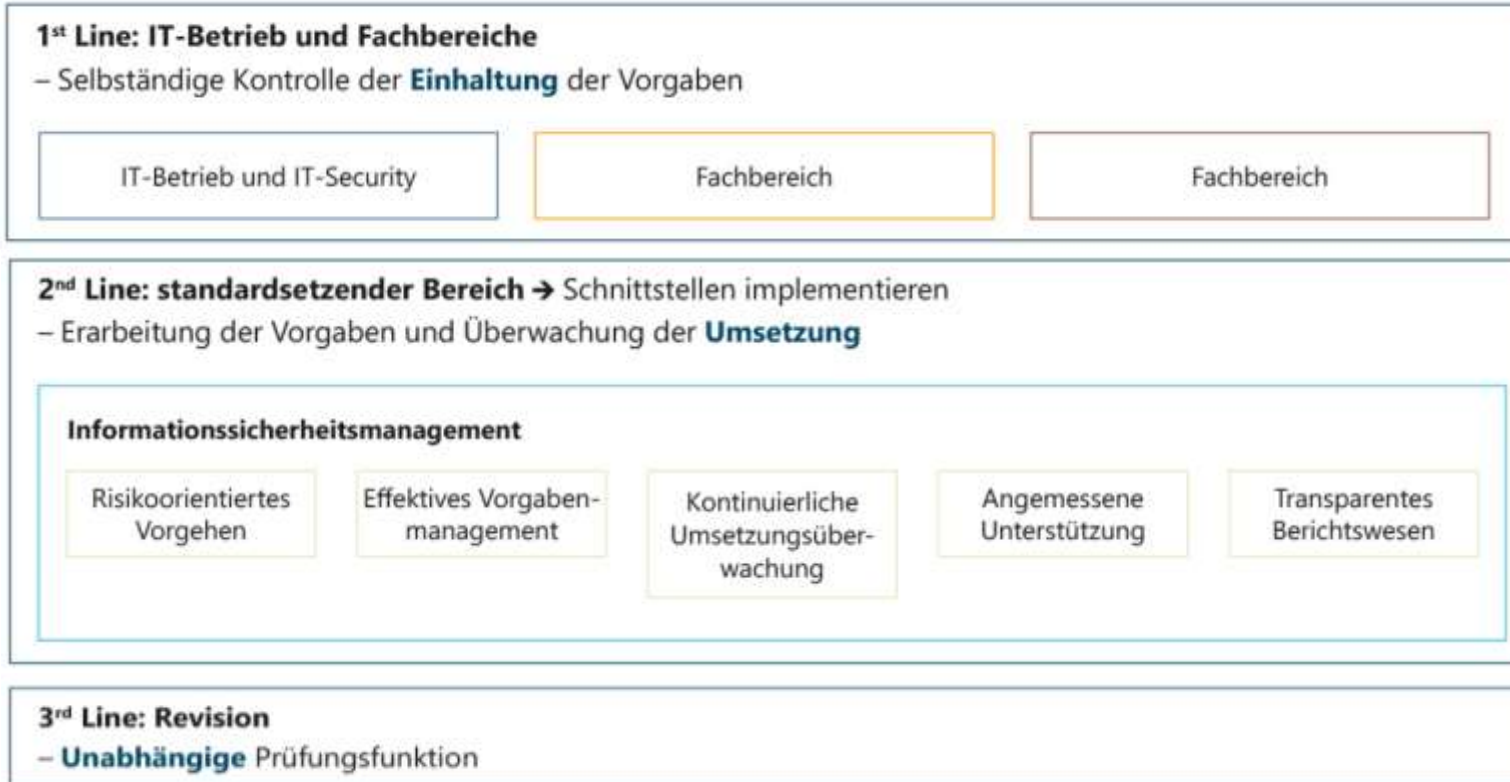 1st Line: IT-Betrieb und Fachbereiche
– Selbständige Kontrolle der Einhaltung der Vorgaben
IT-Betrieb und IT-Security
Fachbereich
Fachbereich
2nd Line: standardsetzender Bereich → Schnittstellen implementieren
– Erarbeitung der Vorgaben und Überwachung der Umsetzung
Informationssicherheitsmanagement
Risikoorientiertes
Vorgehen
Effektives Vorgaben-
management
Kontinuierliche
Umsetzungsüber-
wachung
Angemessene
Unterstützung
Transparentes
Berichtswesen
3rd Line: Revision
– Unabhängige Prüfungsfunktion